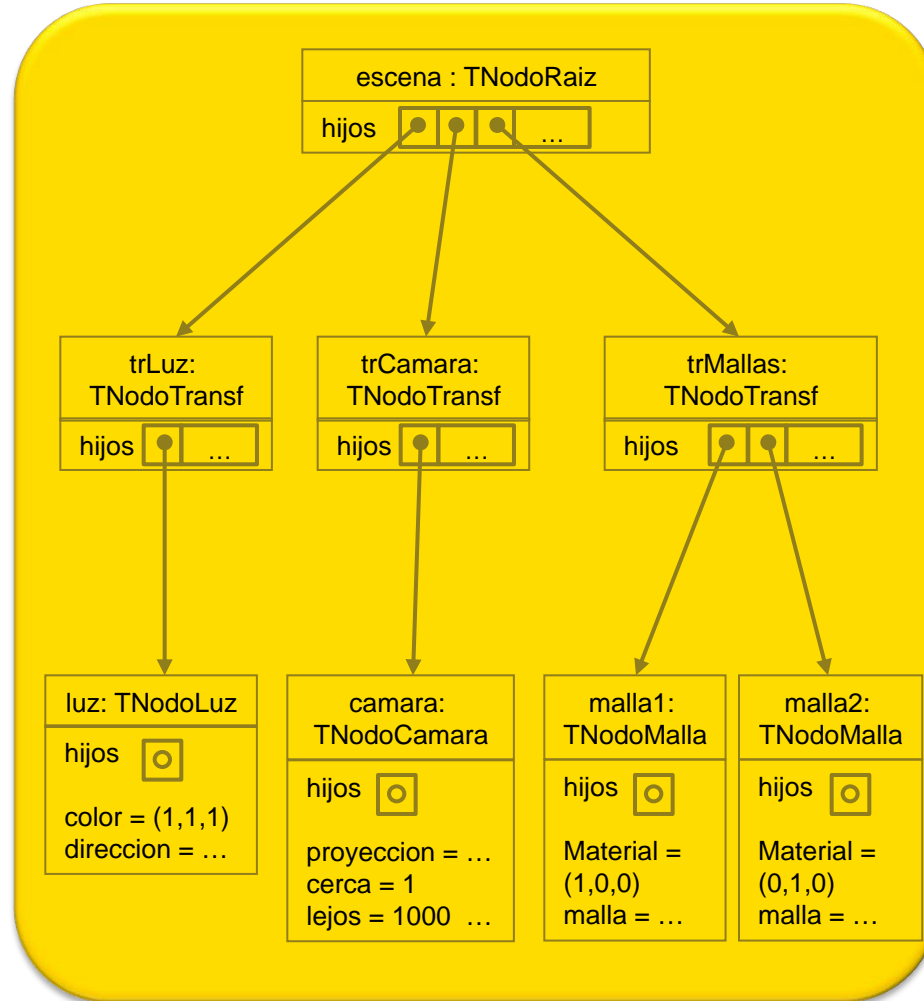 escena : TNodoRaiz
hijos
…
trLuz:
TNodoTransf
hijos
…
trCamara:
TNodoTransf
hijos
…
trMallas:
TNodoTransf
hijos
…
luz: TNodoLuz
hijos
color = (1,1,1)
direccion = …
camara:
TNodoCamara
hijos
proyeccion = …
cerca = 1
lejos = 1000 …
malla1:
TNodoMalla
hijos
Material =
(1,0,0)
malla = …
malla2:
TNodoMalla
hijos
Material =
(0,1,0)
malla = …